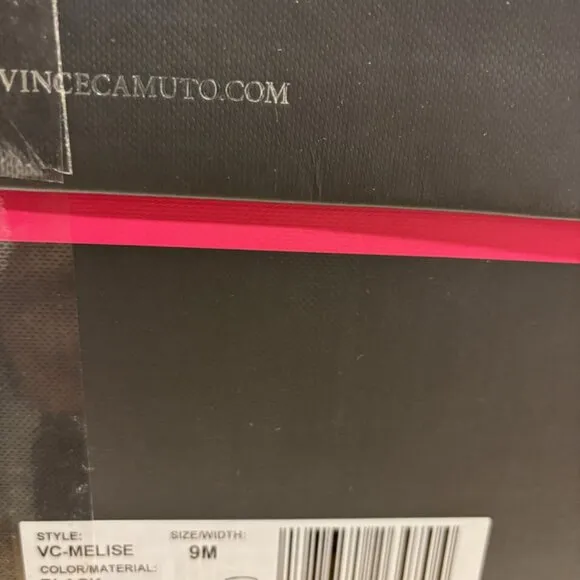 VINCECAMUTO.COM
STYLE: SIZE/WIDTH:
VC-MELISE 9M
COLOR/MATERIAL: